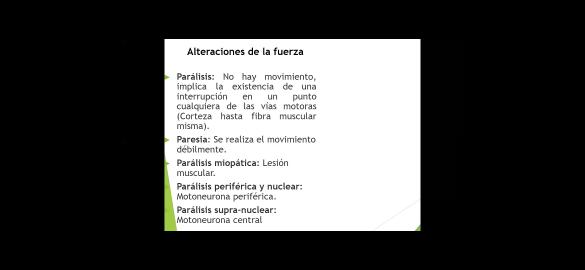 Alteraciones de la fuerza
Parálisis: No hay movimiento,
implica la existencia de una
interrupción en un punto
cualquiera de las vías motoras
(Corteza hasta fibra muscular
misma).
Paresia: Se realiza el movimiento
débilmente.
Parálisis miopática: Lesión
muscular.
Parálisis periférica y nuclear:
Motoneurona periférica.
Parálisis supra-nuclear:
Motoneurona central